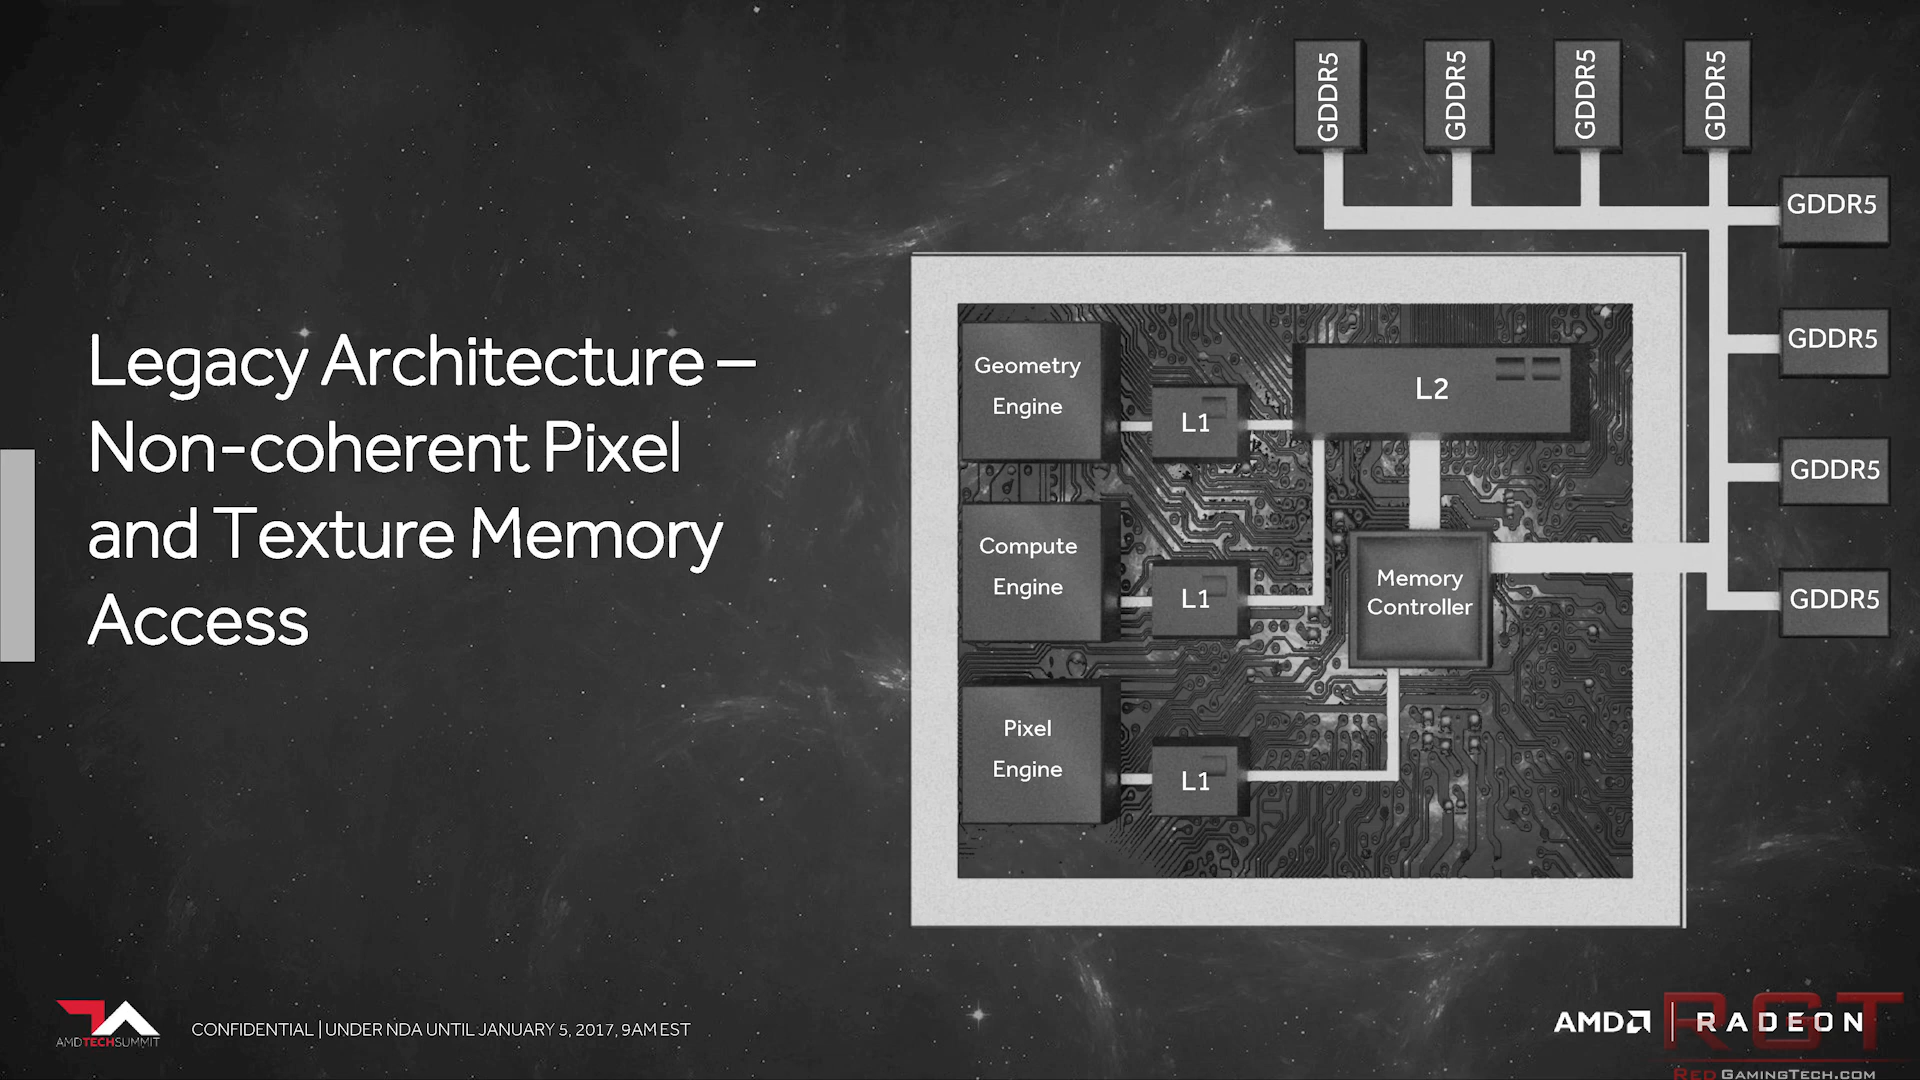 GDDR5
GDDR5
GDDR5
GDDR5
GDDR5
GDDR5
GDDR5
GDDR5
Legacy Architecture –
Non-coherent Pixel
and Texture Memory
Access
Geometry
Engine
L1
L2
Compute
Engine
L1
Memory
Controller
Pixel
Engine
L1
AMDTECHSUMMIT
CONFIDENTIAL | UNDER NDA UNTIL JANUARY 5, 2017, 9AM EST
AMD RADEON
RGT
REDGAMINGTECH.COM